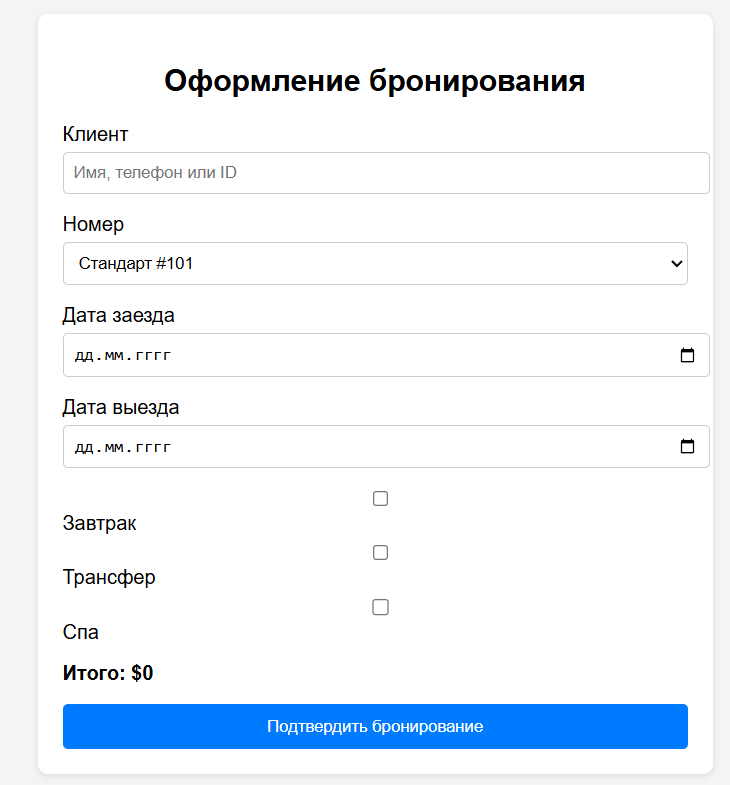 Оформление бронирования
Клиент
Имя, телефон или ID
Номер
Стандарт #101
Дата заезда
дд.мм.гггг
Дата выезда
дд.мм.гггг
Завтрак
Трансфер
Спа
Итого: $0
Подтвердить бронирование